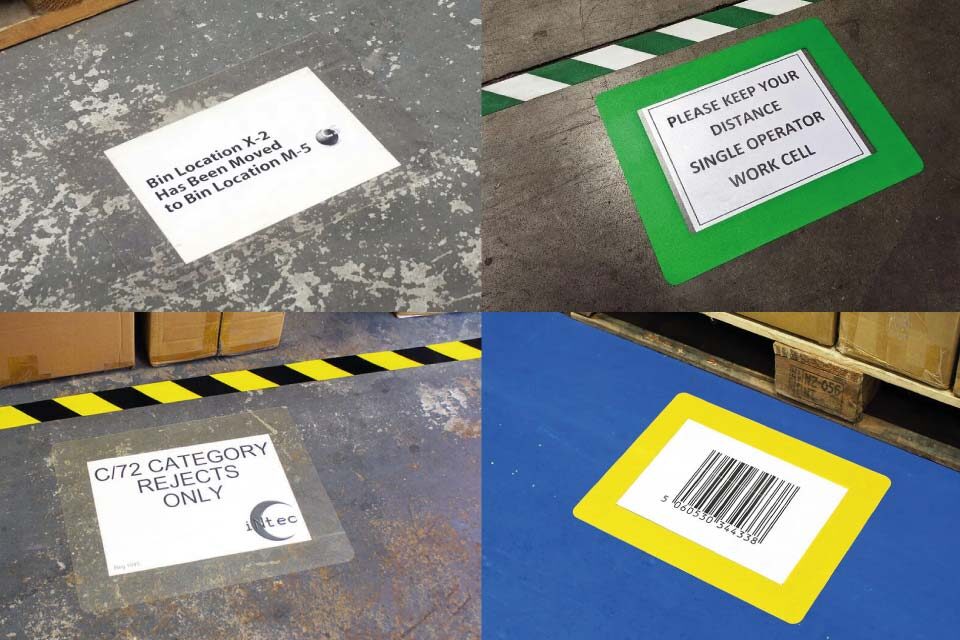 Bin Location X-2
Has Been Moved
to Bin Location M-5
PLEASE KEEP YOUR
DISTANCE
SINGLE OPERATOR
WORK CELL
C/72 CATEGORY
REJECTS
ONLY
iNtec
5 060530 344338